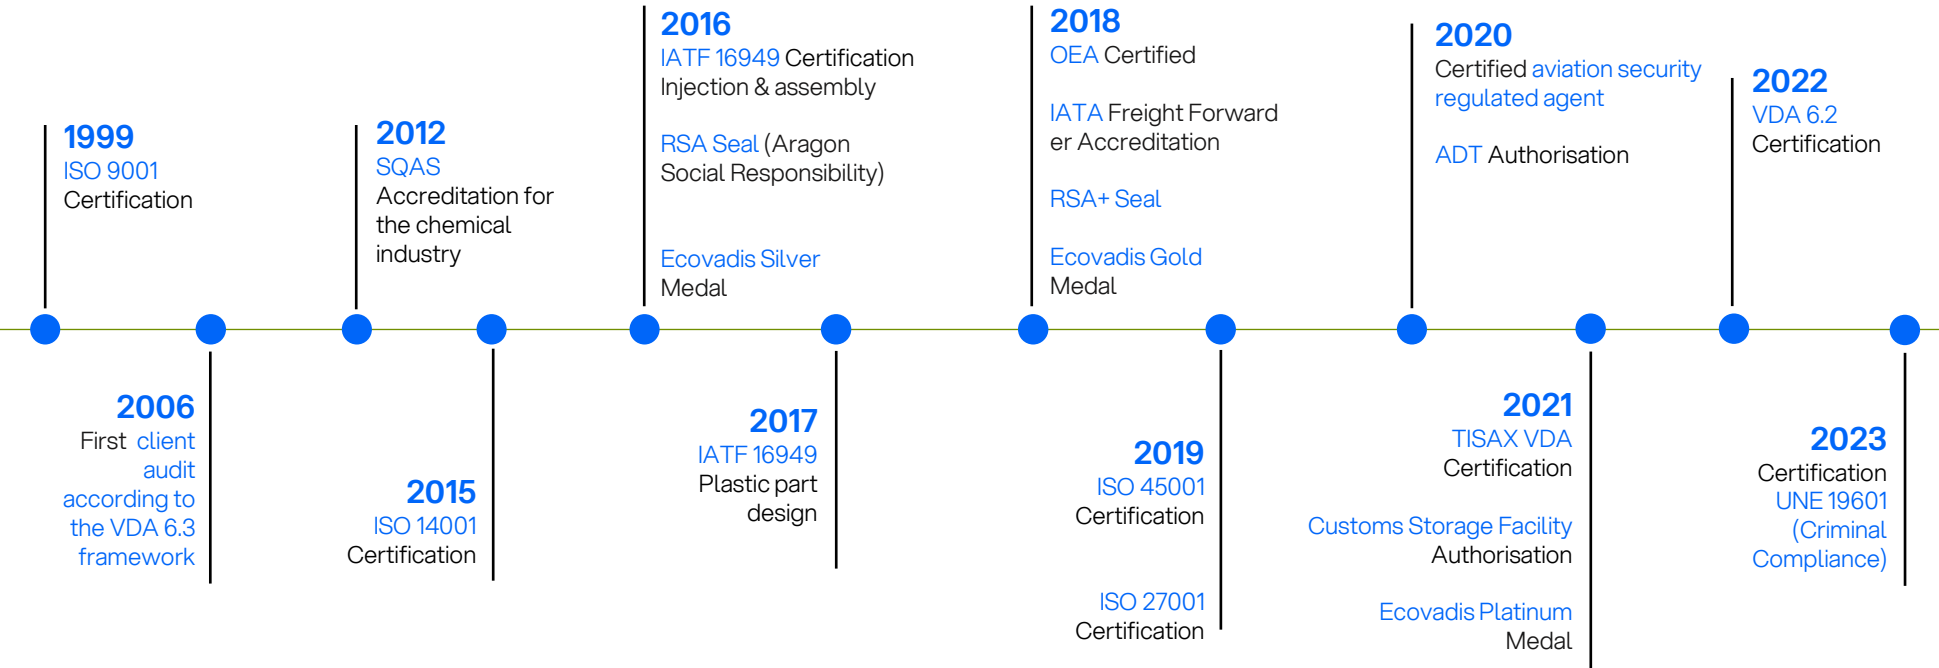 1999
ISO 9001
Certification
2006
First client
audit
according to
the VDA 6.3
framework
2012
SQAS
Accreditation for
the chemical
industry
2015
ISO 14001
Certification
2016
IATF 16949 Certification
Injection & assembly
RSA Seal (Aragon
Social Responsibility)
Ecovadis Silver
Medal
2017
IATF 16949
Plastic part
design
2018
OEA Certified
IATA Freight Forward
er Accreditation
RSA+ Seal
Ecovadis Gold
Medal
2019
ISO 45001
Certification
ISO 27001
Certification
2020
Certified aviation security
regulated agent
ADT Authorisation
2021
TISAX VDA
Certification
Customs Storage Facility
Authorisation
Ecovadis Platinum
Medal
2022
VDA 6.2
Certification
2023
Certification
UNE 19601
(Criminal
Compliance)